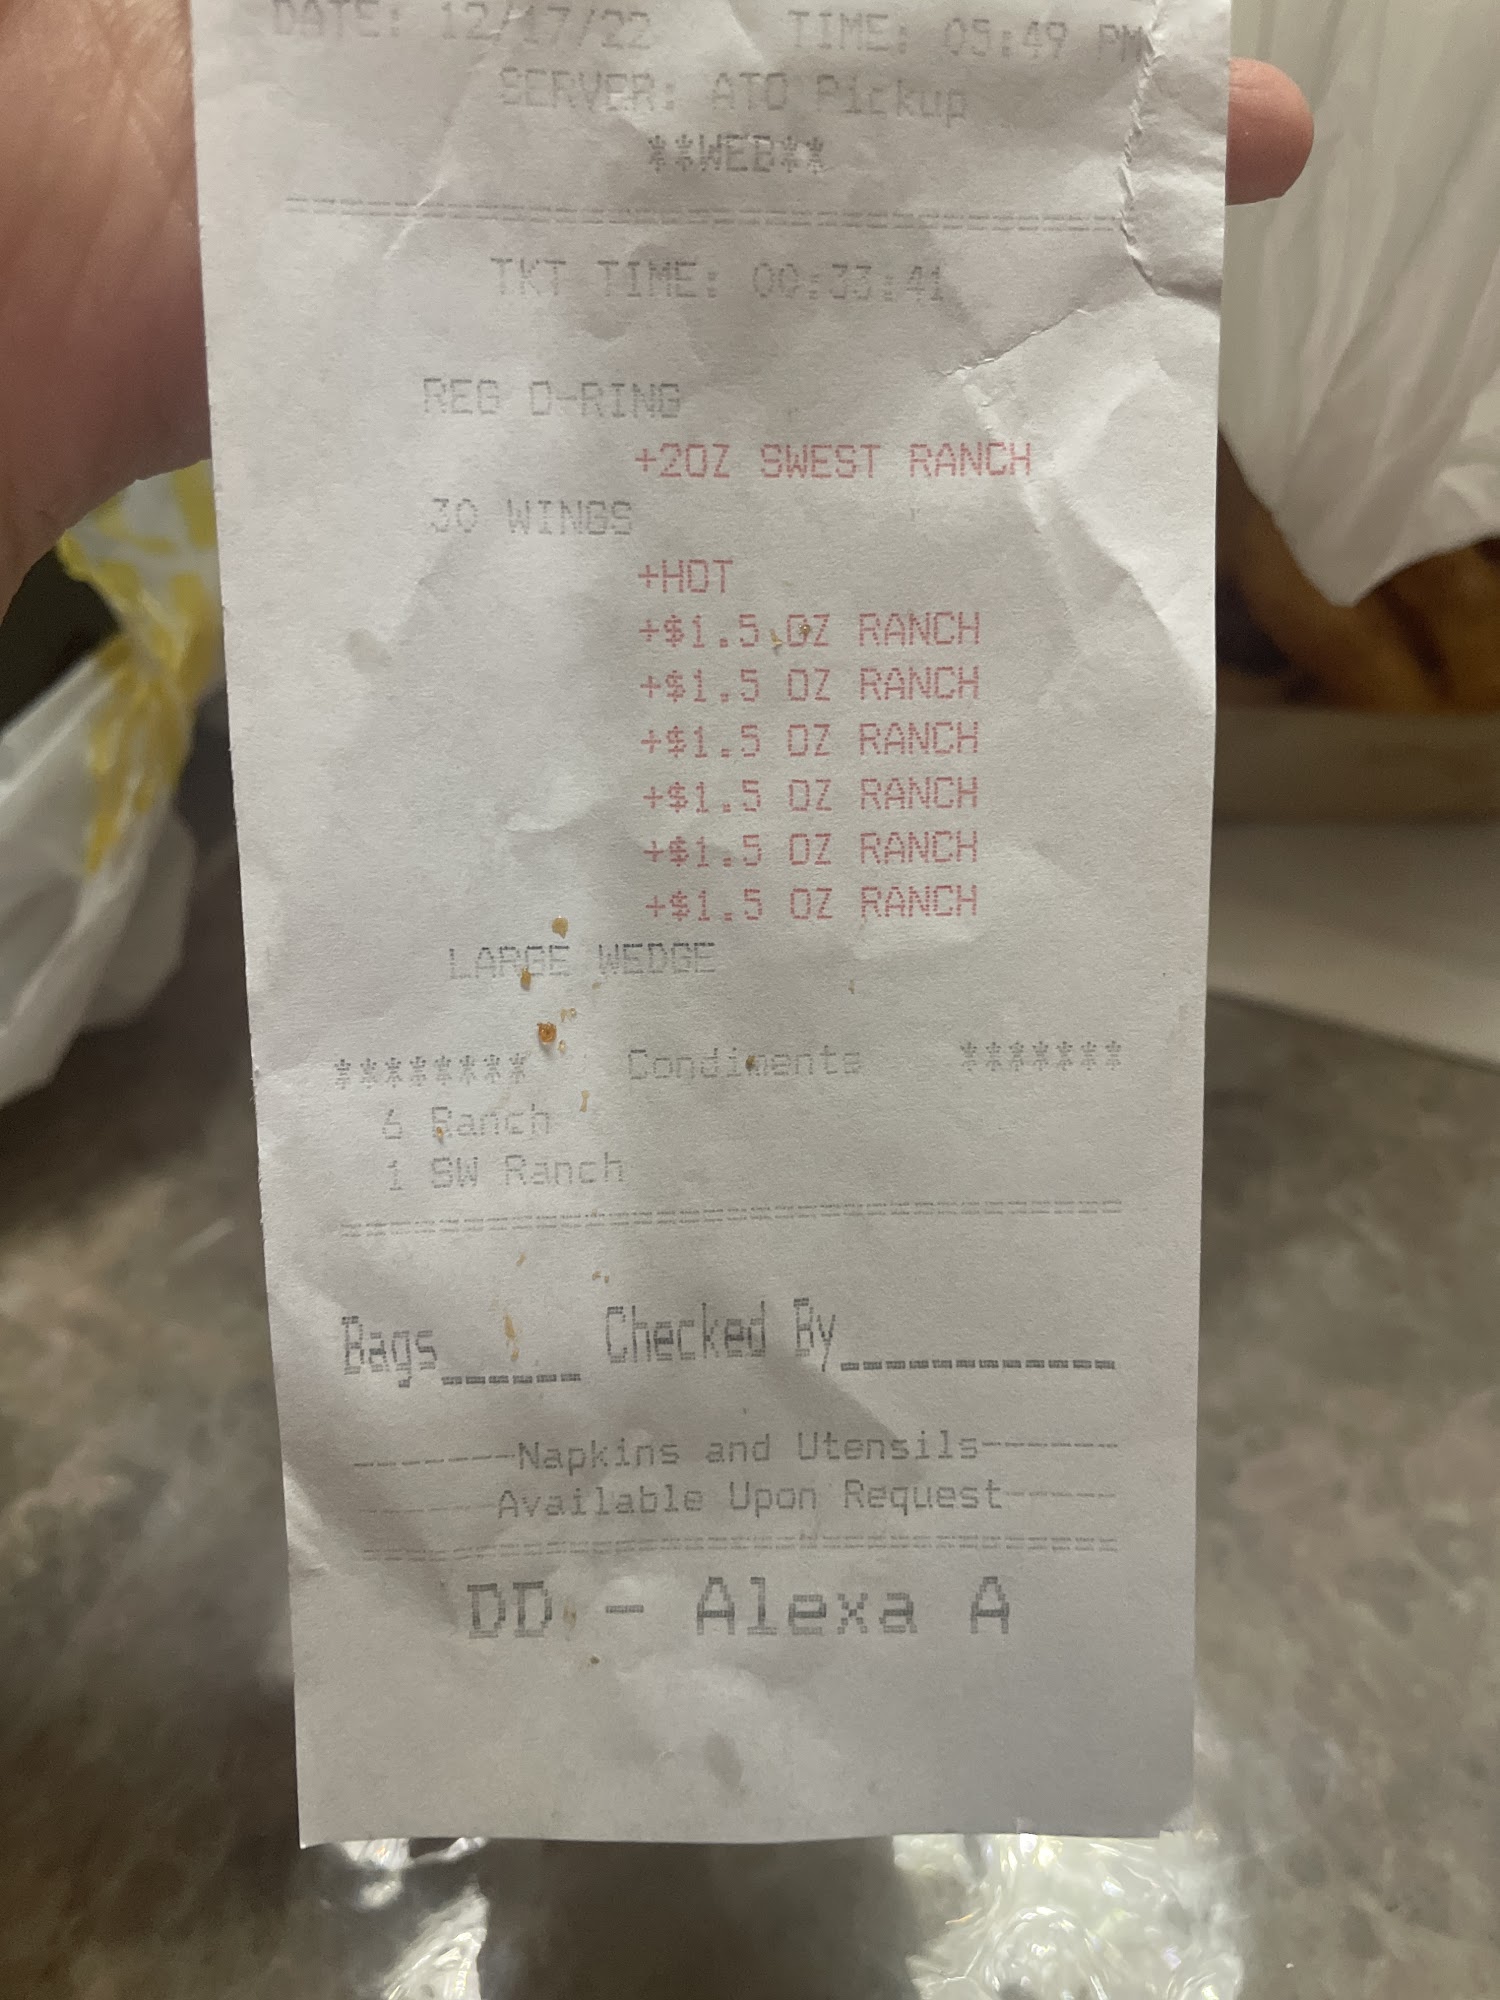 DATE: 12/17/22 TIME: 05:49 PM
SERVER: ATO Pickup
**WEB**
TKT TIME: 00:33:41
REG O-RING
+2OZ SWEST RANCH
30 WINGS
+HOT
+$1.5 OZ RANCH
+$1.5 OZ RANCH
+$1.5 OZ RANCH
+$1.5 OZ RANCH
+$1.5 OZ RANCH
+$1.5 OZ RANCH
LARGE WEDGE
******** Condiments *******
6 Ranch
1 SW Ranch
Bags______ Checked By____________
-------Napkins and Utensils-------
-------Available Upon Request------
DD - Alexa A